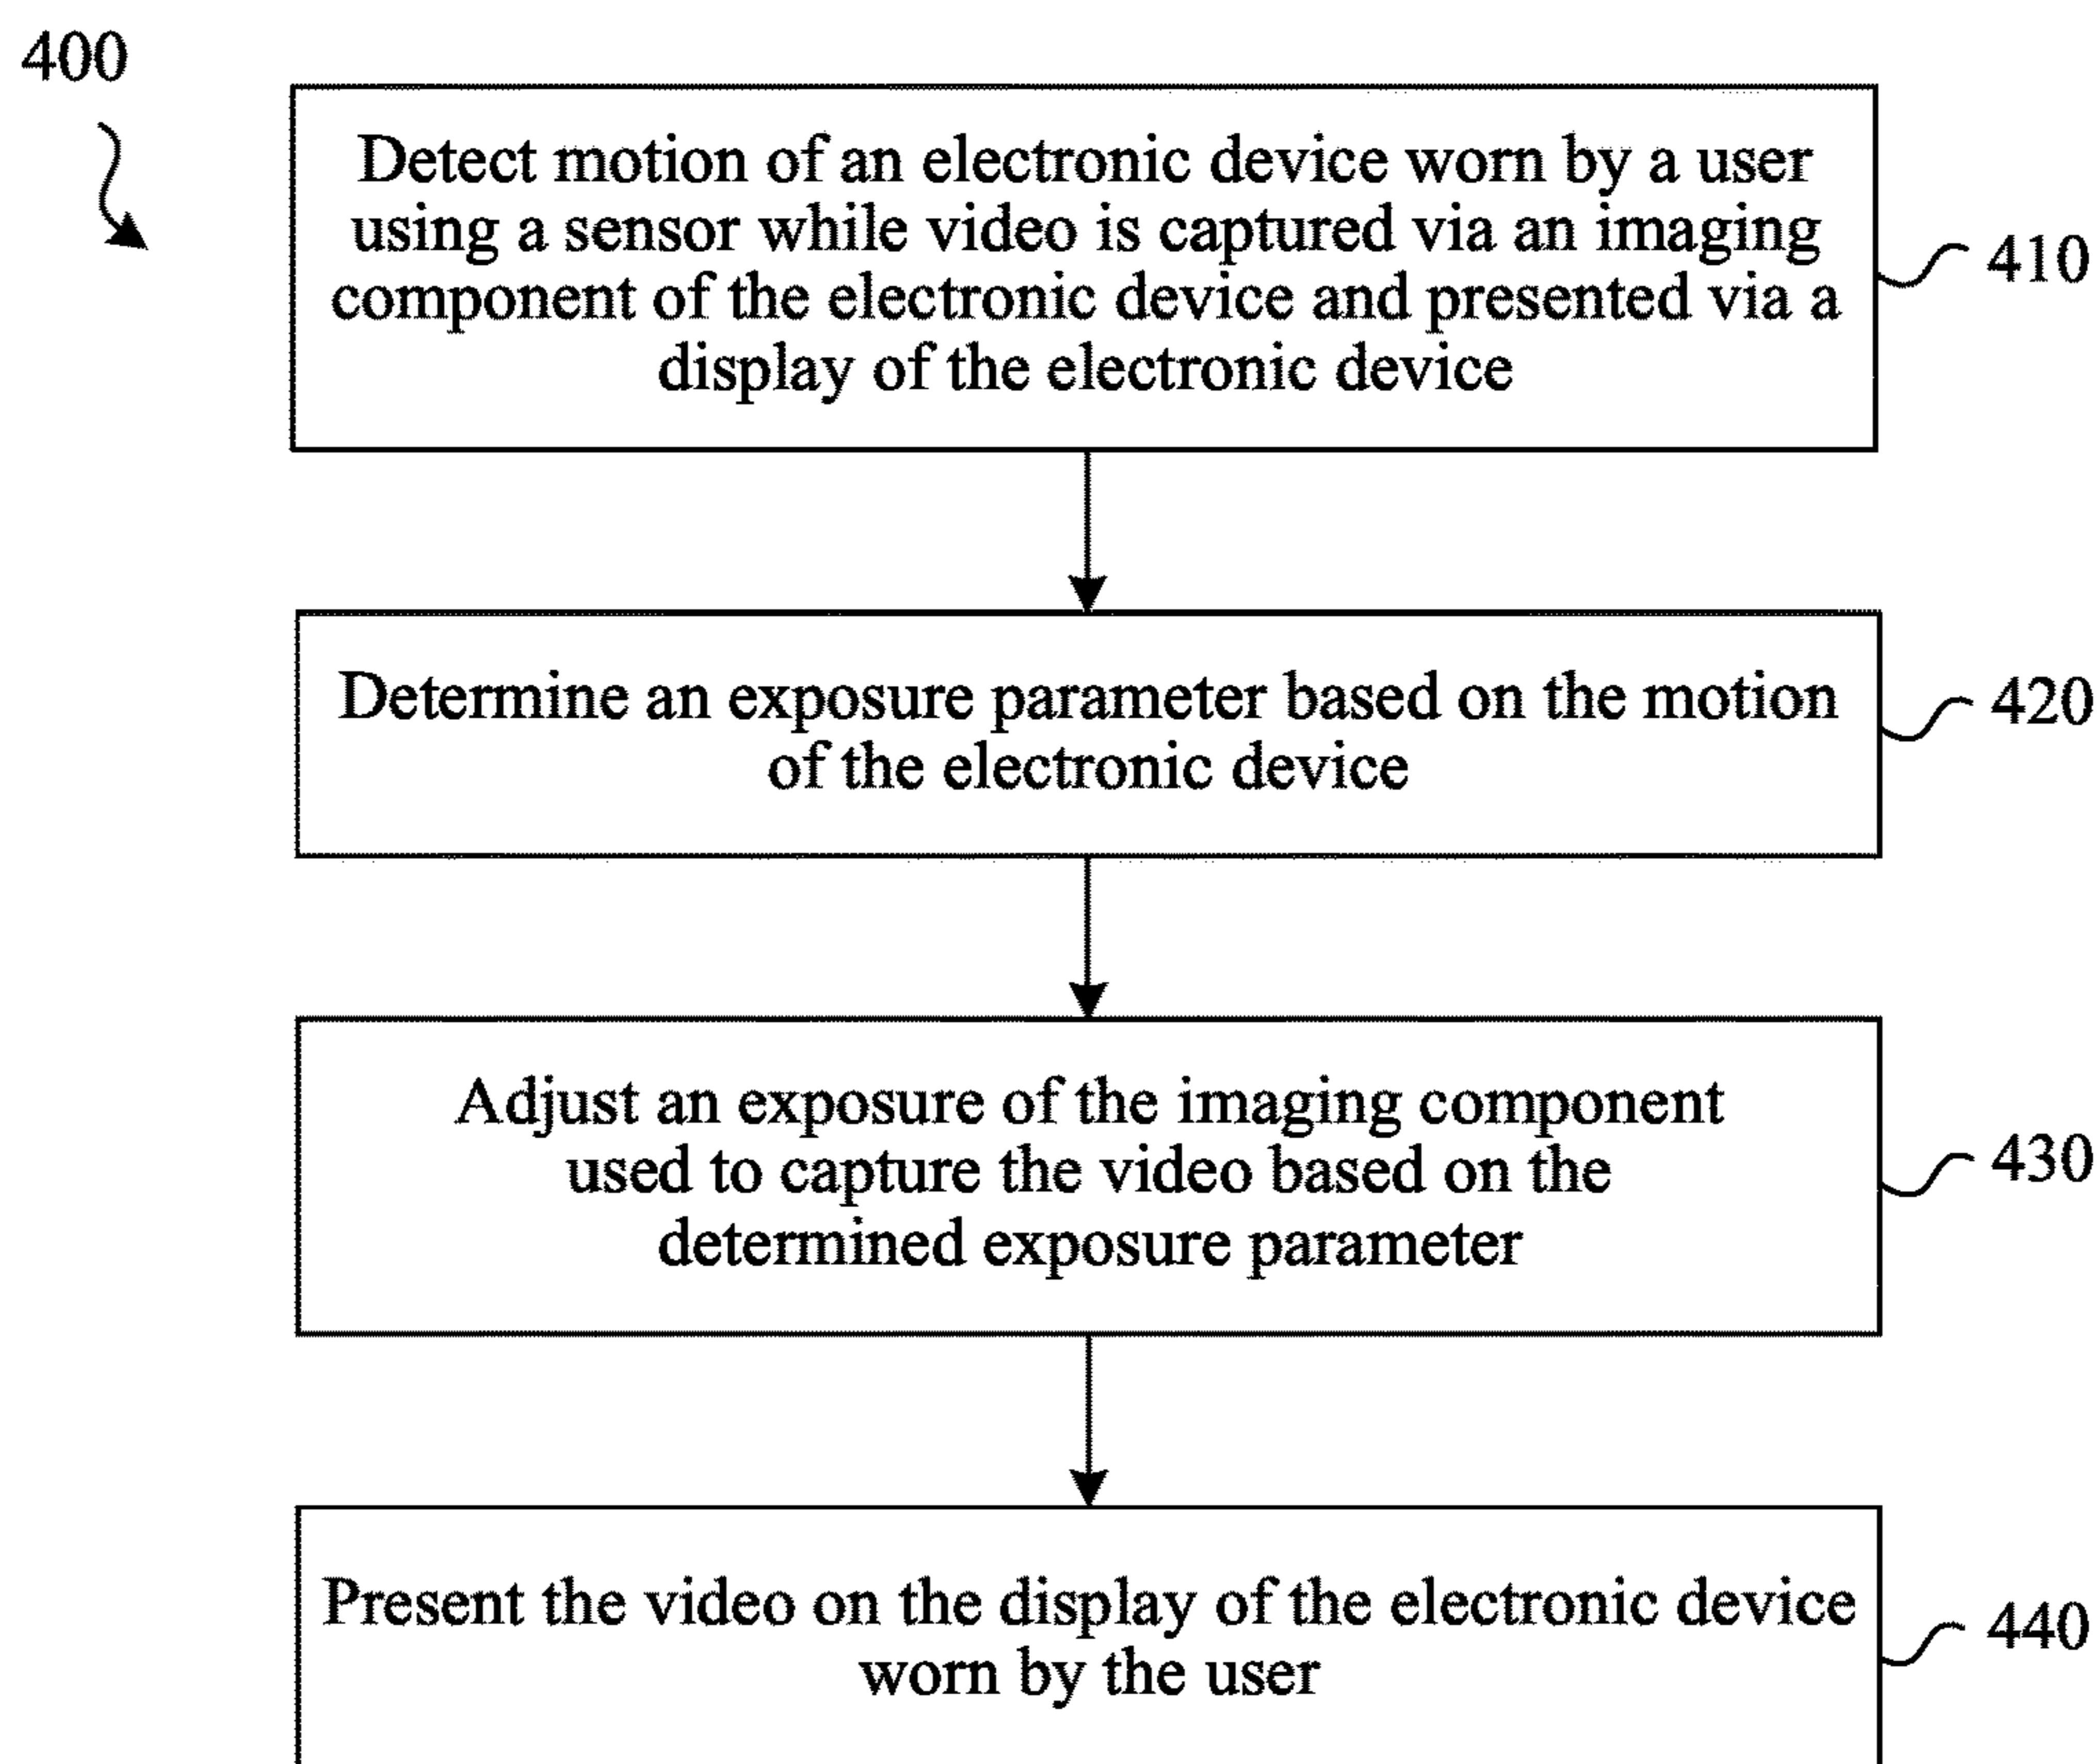 400
Detect motion of an electronic device worn by a user
using a sensor while video is captured via an imaging
component of the electronic device and presented via a
display of the electronic device
410
Determine an exposure parameter based on the motion
of the electronic device
420
Adjust an exposure of the imaging component
used to capture the video based on the
determined exposure parameter
430
Present the video on the display of the electronic device
worn by the user
440